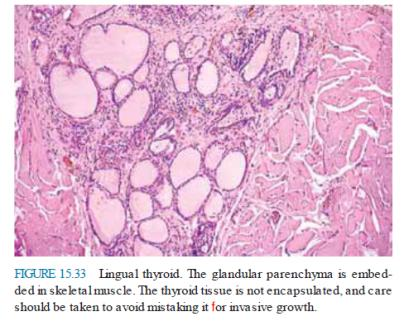 FIGURE 15.33 Lingual thyroid. The glandular parenchyma is embed-
ded in skeletal muscle. The thyroid tissue is not encapsulated, and care
should be taken to avoid mistaking it for invasive growth.